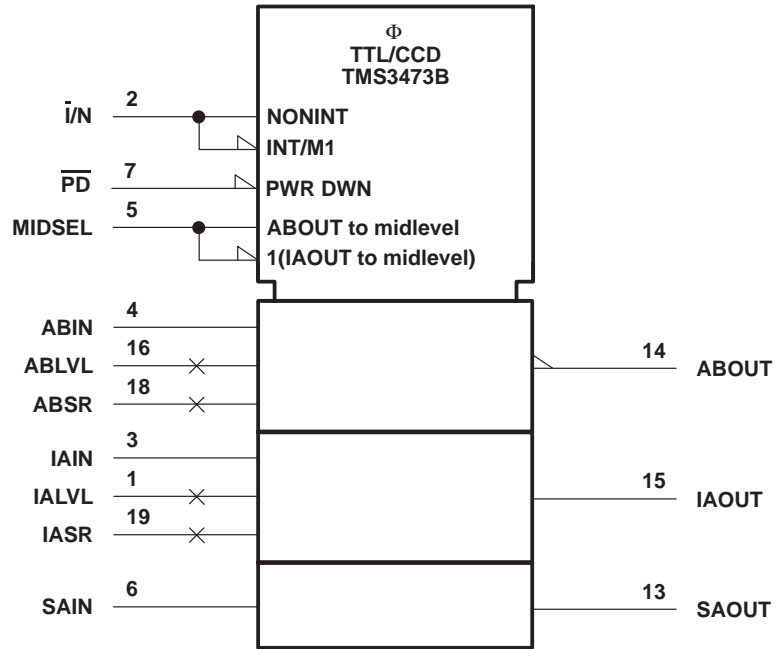 Φ
TTL/CCD
TMS3473B
I̅/N 2 NONINT
INT/M1
P̅D̅ 7 PWR DWN
MIDSEL 5 ABOUT to midlevel
1(IAOUT to midlevel)
ABIN 4
ABLVL 16 14 ABOUT
ABSR 18
IAIN 3
IALVL 1 15 IAOUT
IASR 19
SAIN 6 13 SAOUT